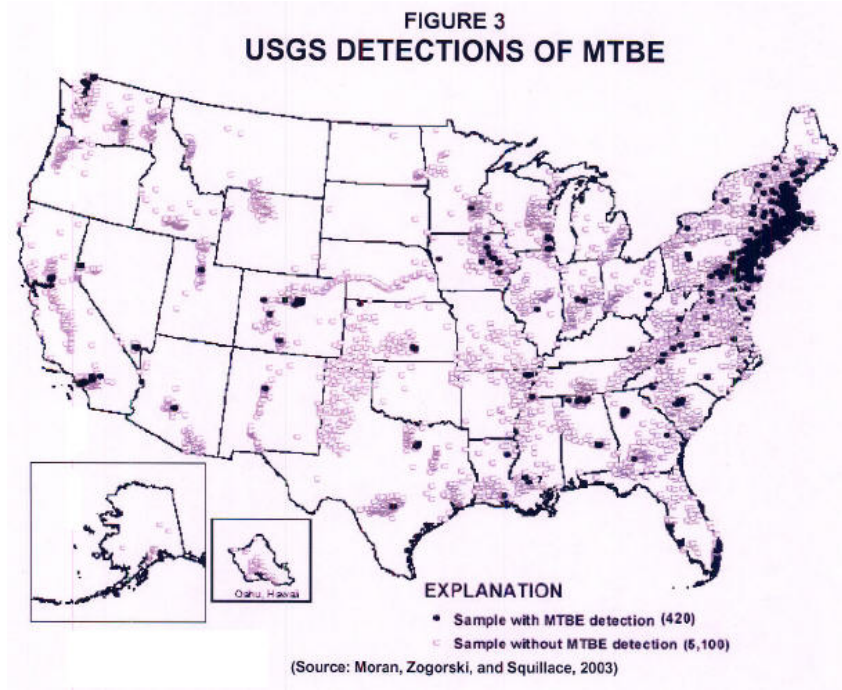 FIGURE 3
USGS DETECTIONS OF MTBE
Oahu, Hawaii
EXPLANATION
Sample with MTBE detection (420)
Sample without MTBE detection (5,100)
(Source: Moran, Zogorski, and Squillace, 2003)